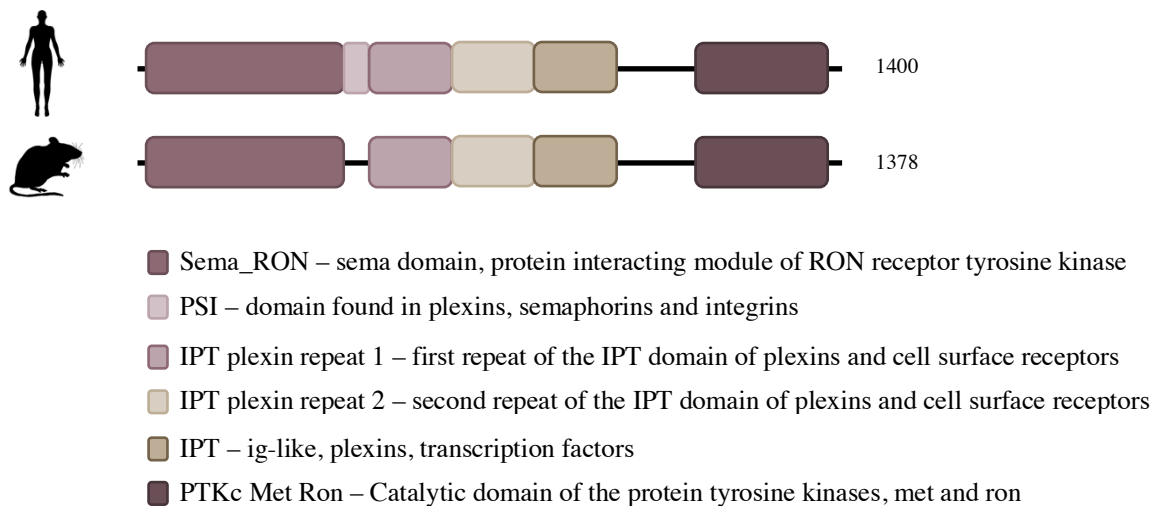 1400
1378
Sema_RON – sema domain, protein interacting module of RON receptor tyrosine kinase
PSI – domain found in plexins, semaphorins and integrins
IPT plexin repeat 1 – first repeat of the IPT domain of plexins and cell surface receptors
IPT plexin repeat 2 – second repeat of the IPT domain of plexins and cell surface receptors
IPT – ig-like, plexins, transcription factors
PTKc Met Ron – Catalytic domain of the protein tyrosine kinases, met and ron